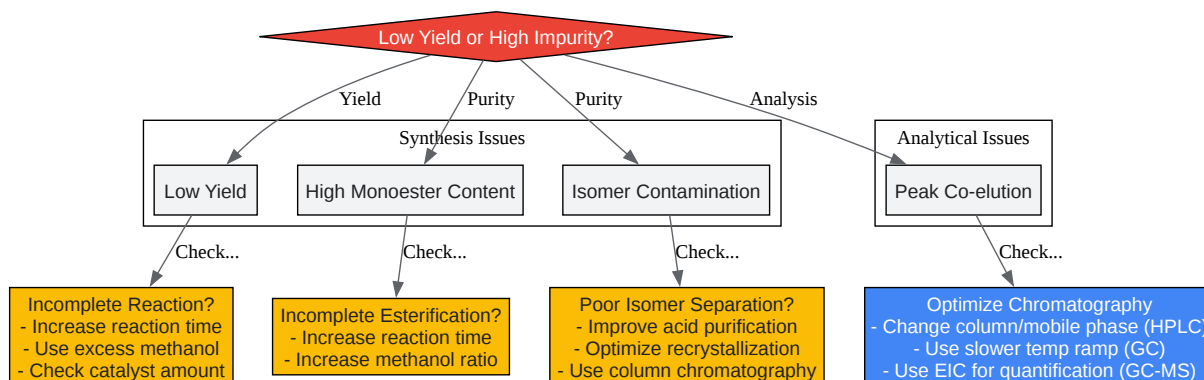 Low Yield or High Impurity?
Yield
Purity
Purity
Analysis
Synthesis Issues
Analytical Issues
Low Yield
High Monoester Content
Isomer Contamination
Peak Co-elution
Check...
Check...
Check...
Check...
Incomplete Reaction?
- Increase reaction time
- Use excess methanol
- Check catalyst amount
Incomplete Esterification?
- Increase reaction time
- Increase methanol ratio
Poor Isomer Separation?
- Improve acid purification
- Optimize recrystallization
- Use column chromatography
Optimize Chromatography
- Change column/mobile phase (HPLC)
- Use slower temp ramp (GC)
- Use EIC for quantification (GC-MS)